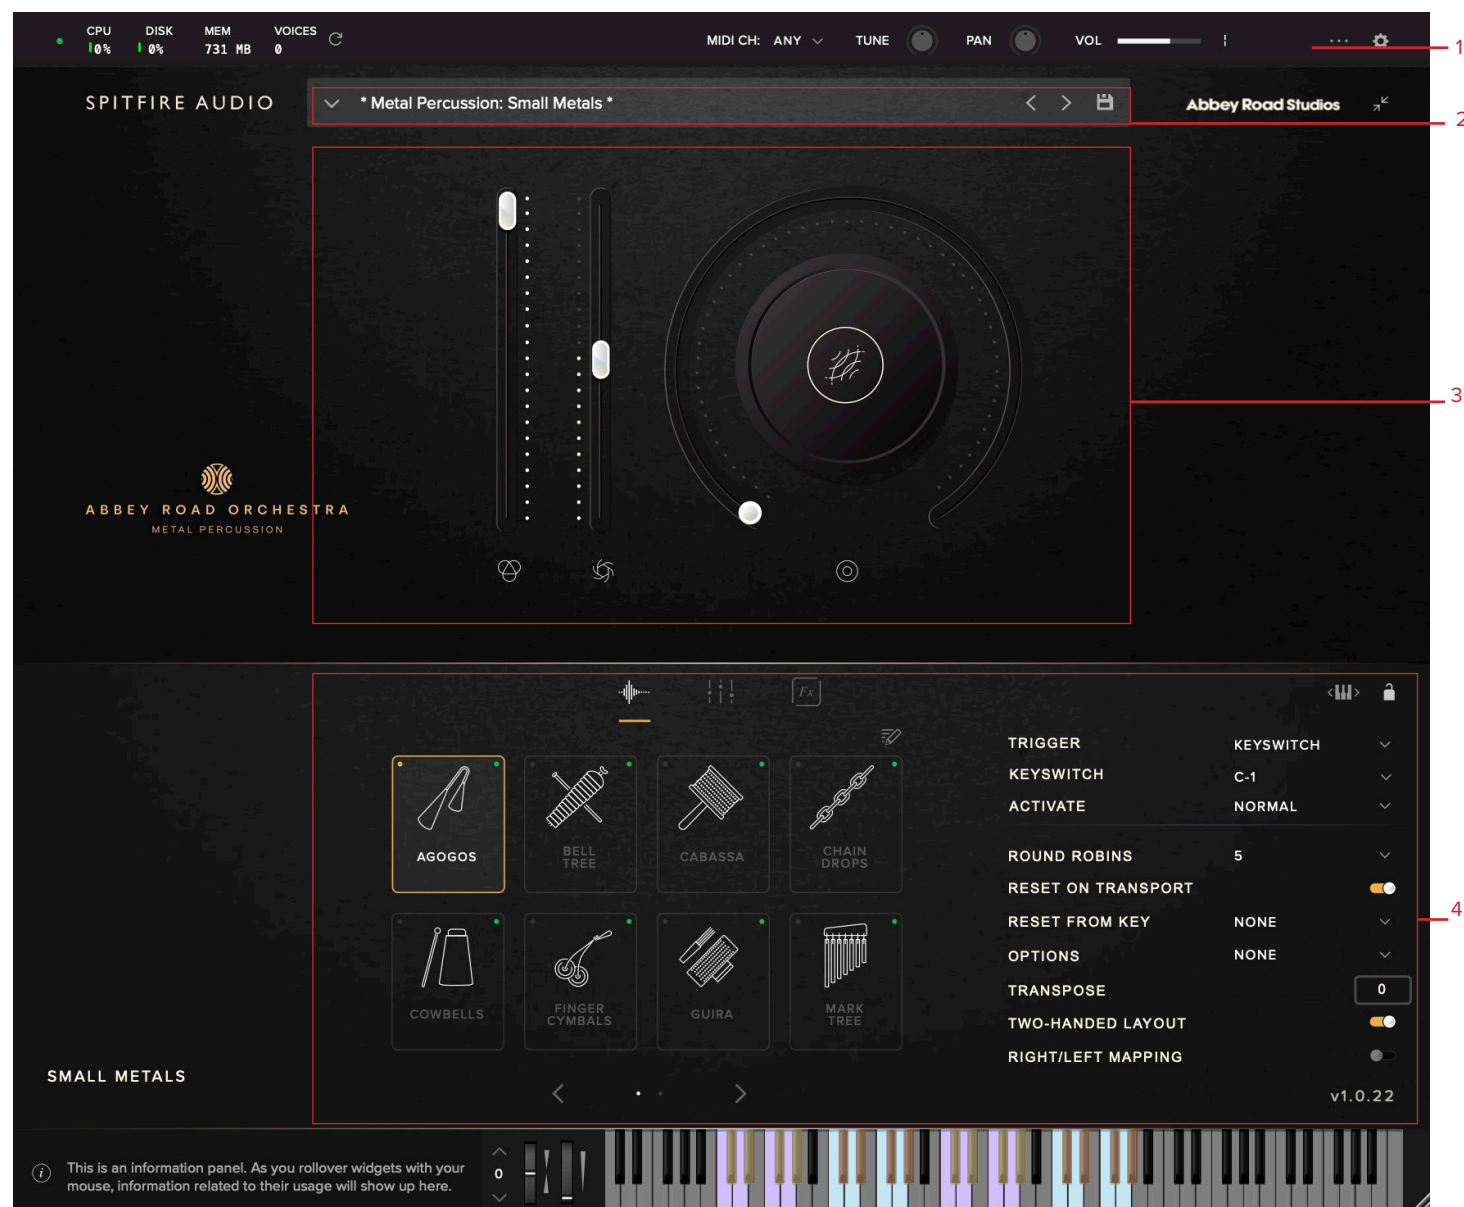 CPU DISK MEM VOICES
0% 0% 731 MB 0
MIDI CH: ANY TUNE PAN VOL
1
SPITFIRE AUDIO
* Metal Percussion: Small Metals *
Abbey Road Studios
2
3
ABBEY ROAD ORCHESTRA
METAL PERCUSSION
Fx
TRIGGER KEYSWITCH
KEYSWITCH C-1
ACTIVATE NORMAL
ROUND ROBINS 5
RESET ON TRANSPORT
RESET FROM KEY NONE
OPTIONS NONE
TRANSPOSE 0
TWO-HANDED LAYOUT
RIGHT/LEFT MAPPING
4
AGOGOS
BELL
TREE
CABASSA
CHAIN
DROPS
COWBELLS
FINGER
CYMBALS
GUIRA
MARK
TREE
SMALL METALS
v1.0.22
This is an information panel. As you rollover widgets with your
mouse, information related to their usage will show up here.
0